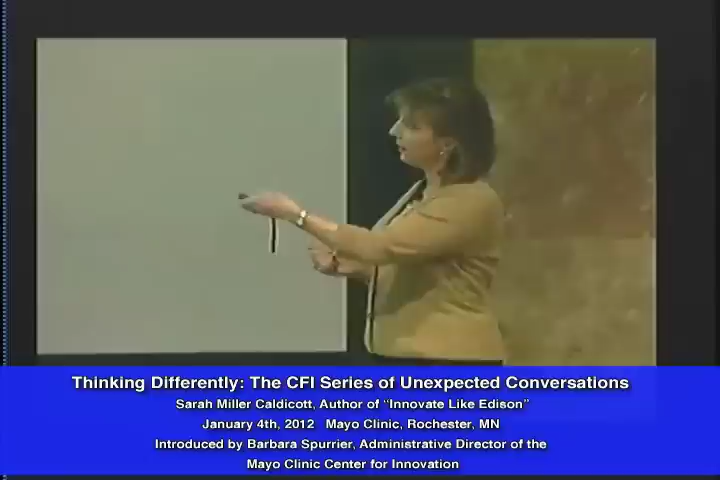 Thinking Differently: The CFI Series of Unexpected Conversations
Sarah Miller Caldicott, Author of “Innovate Like Edison”
January 4th, 2012 Mayo Clinic, Rochester, MN
Introduced by Barbara Spurrier, Administrative Director of the
Mayo Clinic Center for Innovation